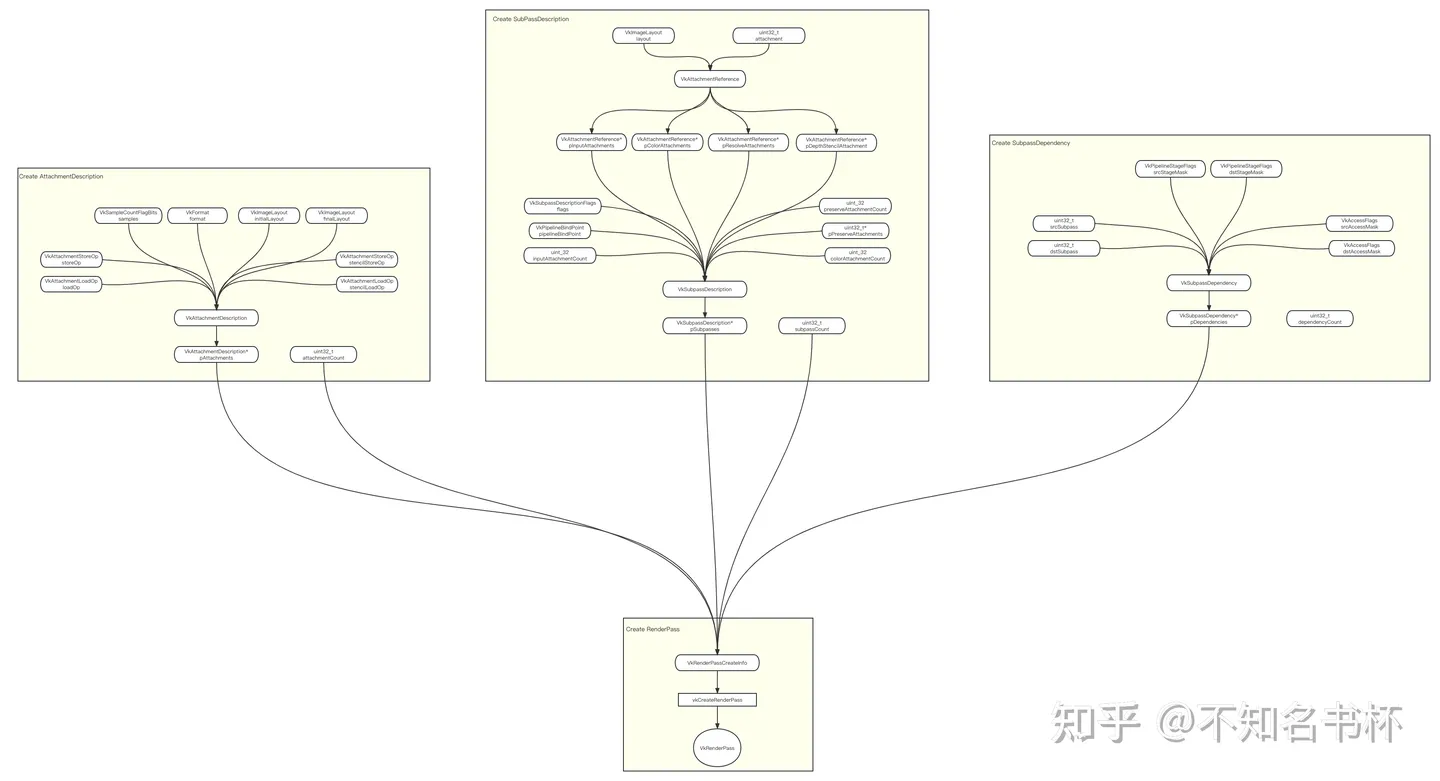 Create SubPassDescription
VkImageLayout
layout
uint32_t
attachment
VkAttachmentReference
VkAttachmentReference*
pInputAttachments
VkAttachmentReference*
pColorAttachments
VkAttachmentReference*
pResolveAttachments
VkAttachmentReference*
pDepthStencilAttachment
VkSubpassDescriptionFlags
flags
uint_32
preserveAttachmentCount
VkPipelineBindPoint
pipelineBindPoint
uint32_t*
pPreserveAttachments
uint_32
inputAttachmentCount
uint_32
colorAttachmentCount
VkSubpassDescription
VkSubpassDescription*
pSubpasses
uint32_t
subpassCount
Create AttachmentDescription
VkSampleCountFlagBits
samples
VkFormat
format
VkImageLayout
initialLayout
VkImageLayout
finalLayout
VkAttachmentStoreOp
storeOp
VkAttachmentStoreOp
stencilStoreOp
VkAttachmentLoadOp
loadOp
VkAttachmentLoadOp
stencilLoadOp
VkAttachmentDescription
VkAttachmentDescription*
pAttachments
uint32_t
attachmentCount
Create SubpassDependency
VkPipelineStageFlags
srcStageMask
VkPipelineStageFlags
dstStageMask
uint32_t
srcSubpass
VkAccessFlags
srcAccessMask
uint32_t
dstSubpass
VkAccessFlags
dstAccessMask
VkSubpassDependency
VkSubpassDependency*
pDependencies
uint32_t
dependencyCount
Create RenderPass
VkRenderPassCreateInfo
vkCreateRenderPass
VkRenderPass
知乎 @不知名书杯